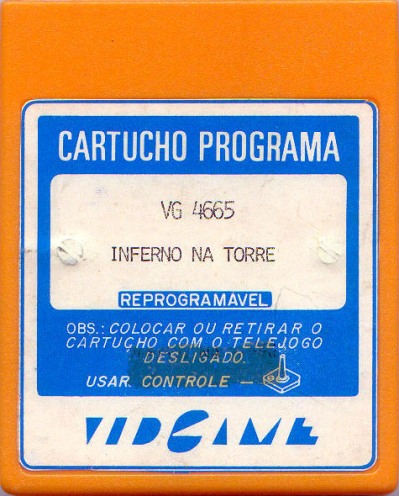 CARTUCHO PROGRAMA
VG 4665
INFERNO NA TORRE
REPROGRAMAVEL
OBS.: COLOCAR OU RETIRAR O
CARTUCHO COM O TELEJOGO
DESLIGADO.
USAR CONTROLE –
VIDGAME